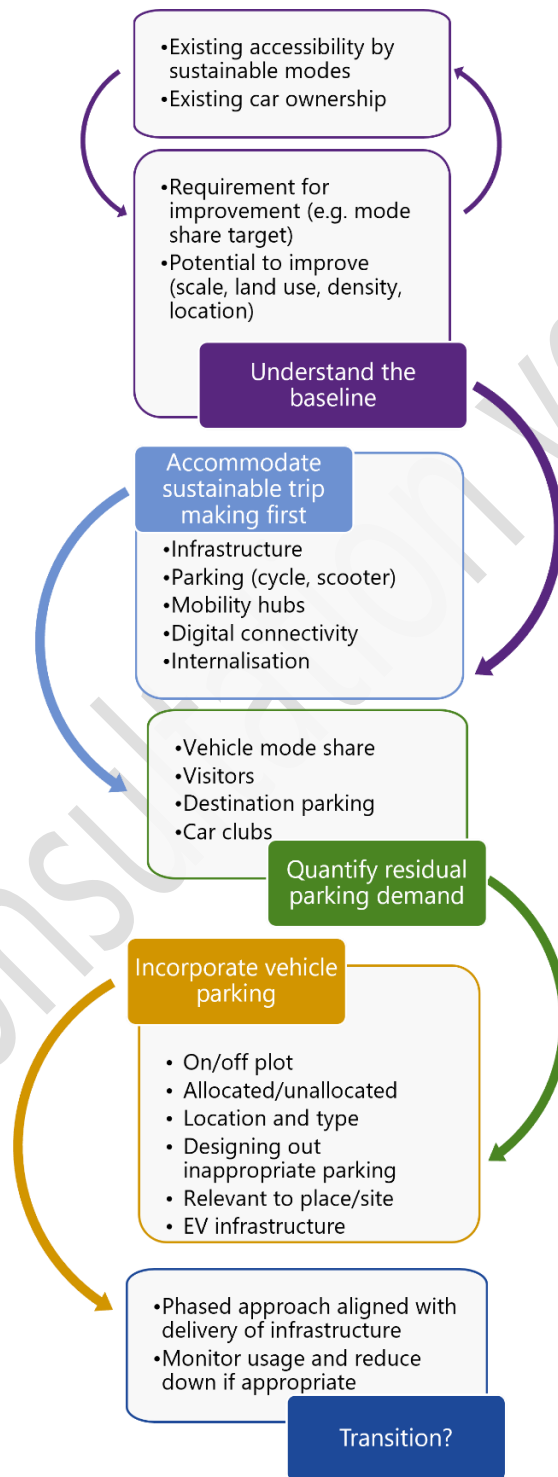 •Existing accessibility by
sustainable modes
•Existing car ownership
•Requirement for
improvement (e.g. mode
share target)
•Potential to improve
(scale, land use, density,
location)
Understand the
baseline
Accommodate
sustainable trip
making first
•Infrastructure
•Parking (cycle, scooter)
•Mobility hubs
•Digital connectivity
•Internalisation
•Vehicle mode share
•Visitors
•Destination parking
•Car clubs
Quantify residual
parking demand
Incorporate vehicle
parking
• On/off plot
• Allocated/unallocated
• Location and type
• Designing out
inappropriate parking
• Relevant to place/site
• EV infrastructure
•Phased approach aligned with
delivery of infrastructure
•Monitor usage and reduce
down if appropriate
Transition?